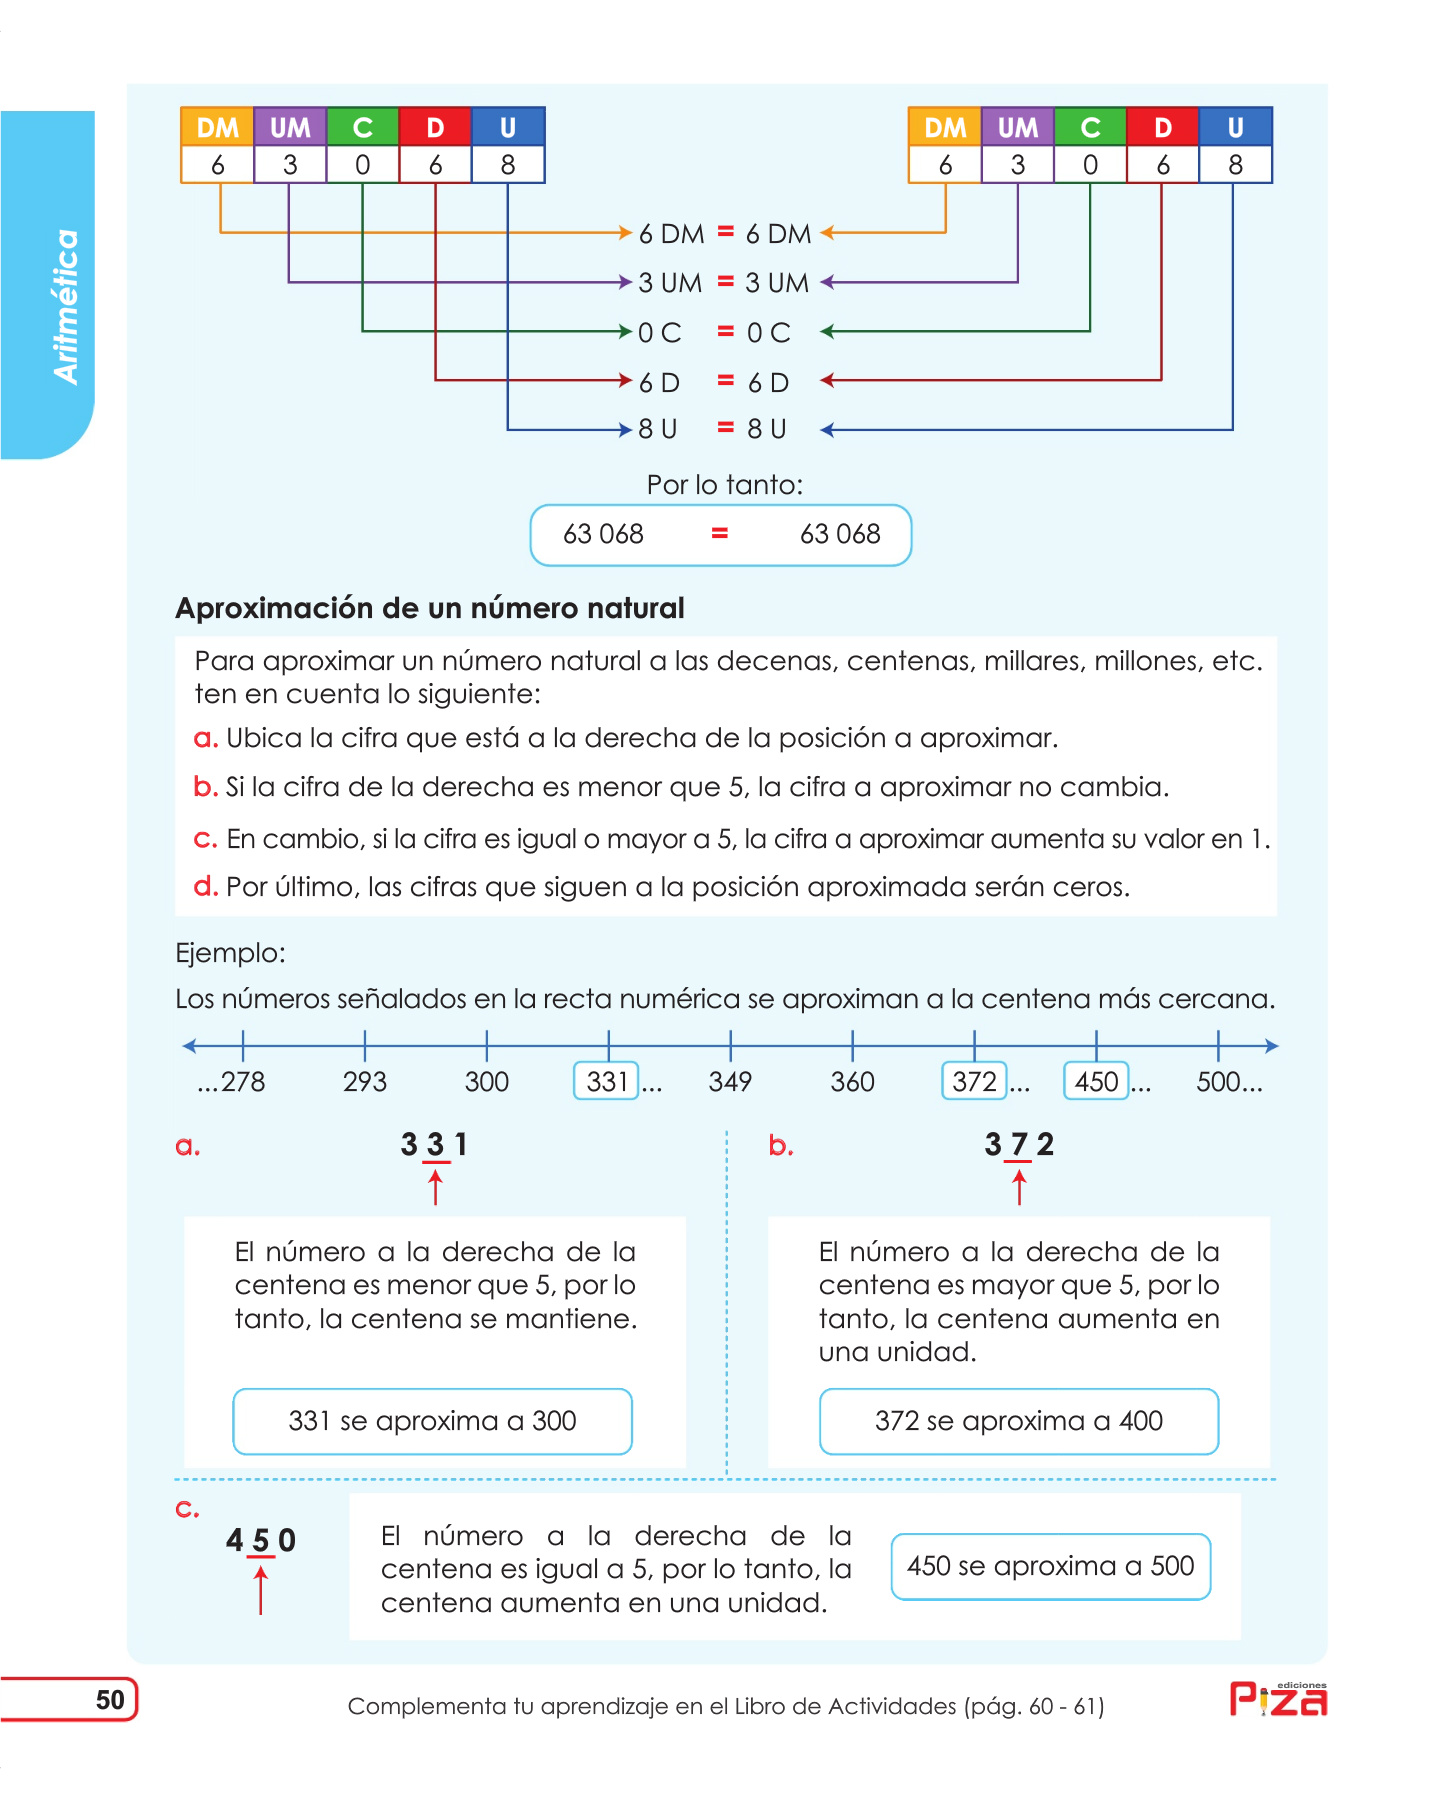 Aritmética
DM UM C D U
6 3 0 6 8
DM UM C D U
6 3 0 6 8
6 DM = 6 DM
3 UM = 3 UM
0 C = 0 C
6 D = 6 D
8 U = 8 U
Por lo tanto:
63 068 = 63 068
Aproximación de un número natural
Para aproximar un número natural a las decenas, centenas, millares, millones, etc.
ten en cuenta lo siguiente:
a. Ubica la cifra que está a la derecha de la posición a aproximar.
b. Si la cifra de la derecha es menor que 5, la cifra a aproximar no cambia.
c. En cambio, si la cifra es igual o mayor a 5, la cifra a aproximar aumenta su valor en 1.
d. Por último, las cifras que siguen a la posición aproximada serán ceros.
Ejemplo:
Los números señalados en la recta numérica se aproximan a la centena más cercana.
...278 293 300 331 ... 349 360 372 ... 450 ... 500...
a. 3 3 1
El número a la derecha de la
centena es menor que 5, por lo
tanto, la centena se mantiene.
331 se aproxima a 300
b. 3 7 2
El número a la derecha de la
centena es mayor que 5, por lo
tanto, la centena aumenta en
una unidad.
372 se aproxima a 400
c.
4 5 0
El número a la derecha de la
centena es igual a 5, por lo tanto, la
centena aumenta en una unidad.
450 se aproxima a 500
50
Complementa tu aprendizaje en el Libro de Actividades (pág. 60 - 61)
ediciones
Piza